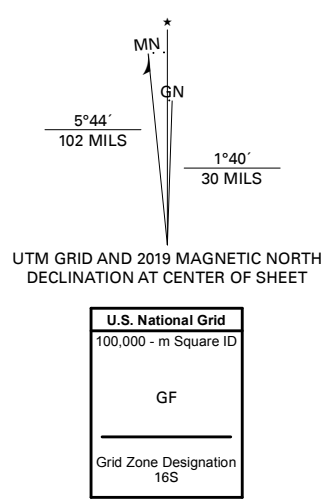 ★
MN
GN
5°44´
102 MILS
1°40´
30 MILS
UTM GRID AND 2019 MAGNETIC NORTH
DECLINATION AT CENTER OF SHEET
U.S. National Grid
100,000 - m Square ID
GF
Grid Zone Designation
16S